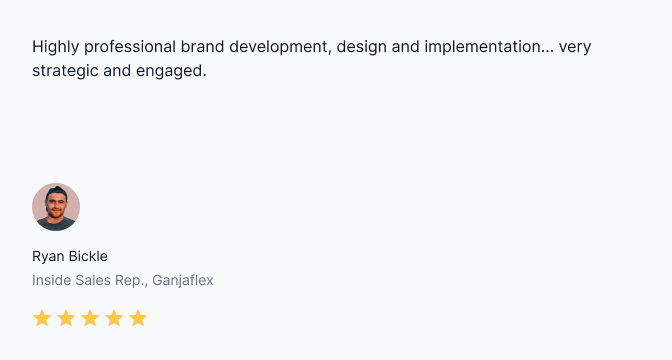 Highly professional brand development, design and implementation... very
strategic and engaged.
Ryan Bickle
Inside Sales Rep., Ganjaflex